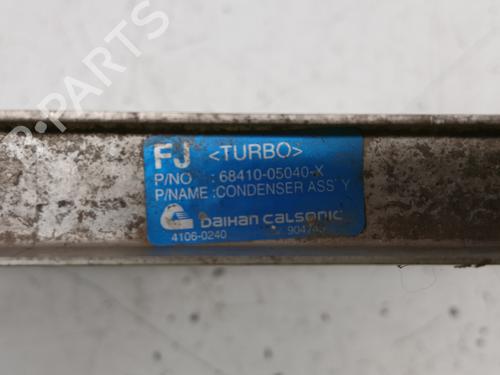 FJ <TURBO>
P/NO : 68410-05040-X
P/NAME : CONDENSER ASS'Y
DAIHAN CALSONIC
4106-0240
B-PARTS